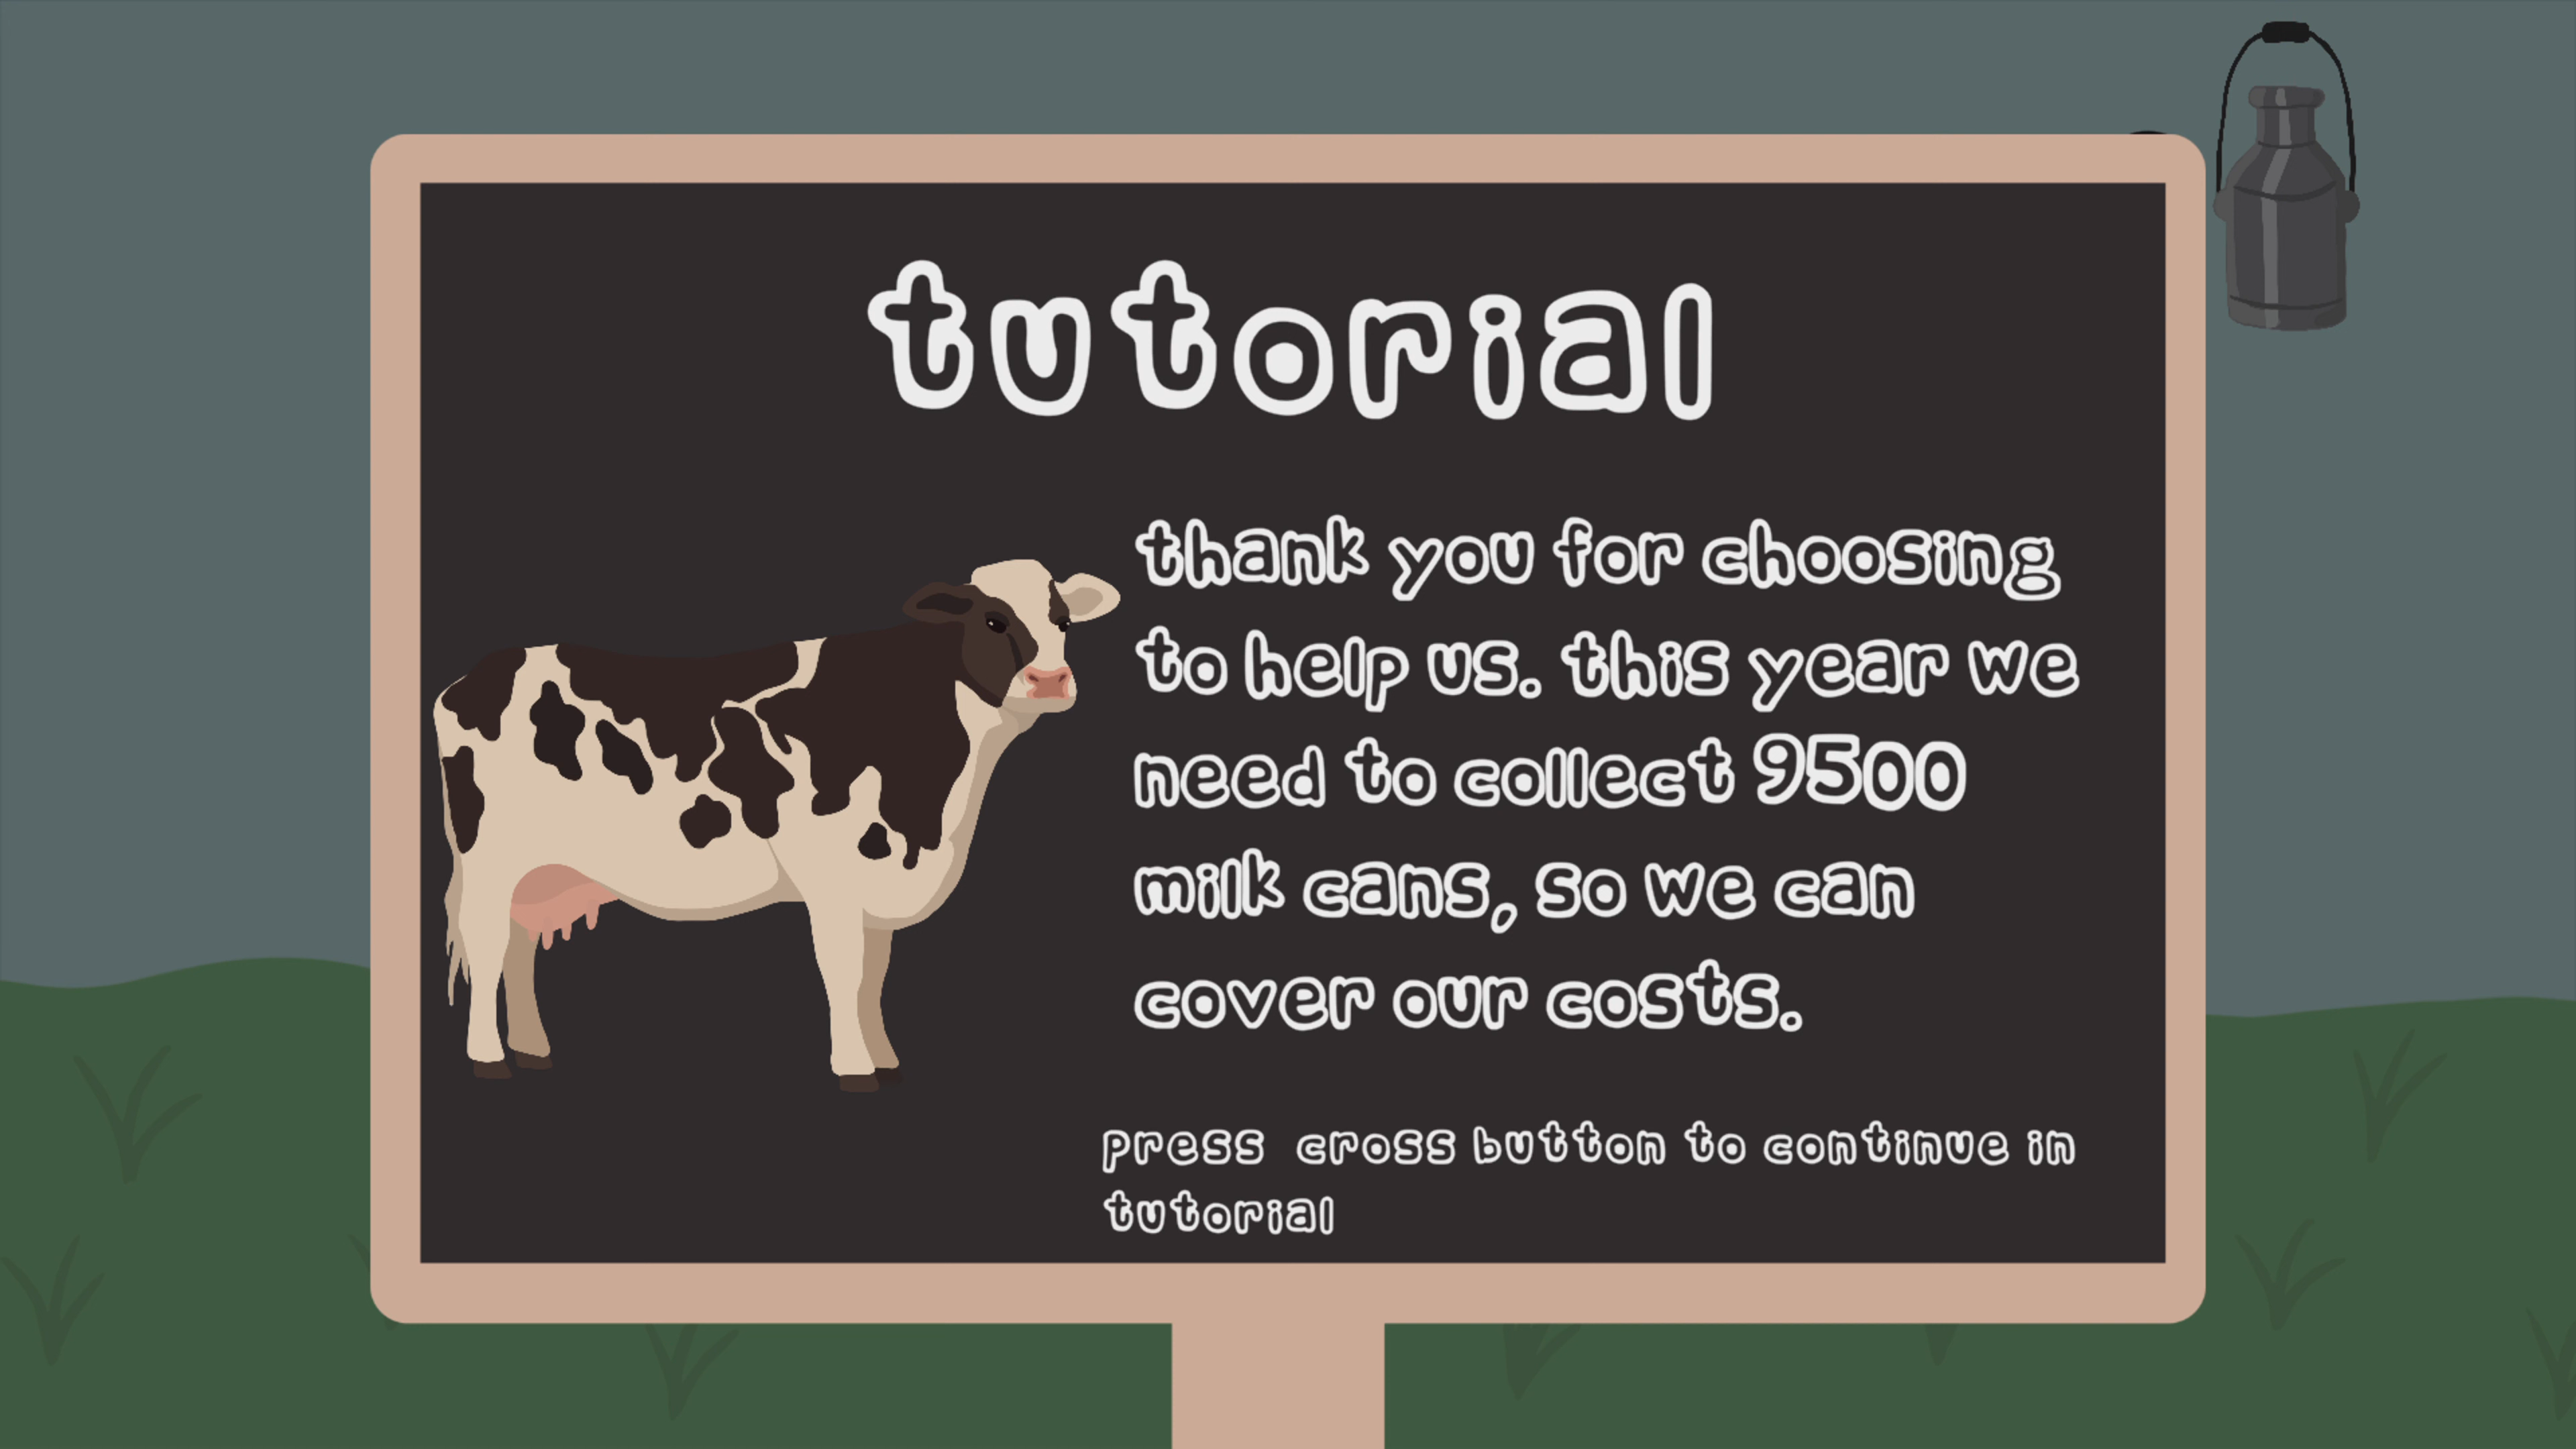 tutorial
thank you for choosing
to help us. this year we
need to collect 9500
milk cans, so we can
cover our costs.
press cross button to continue in
tutorial